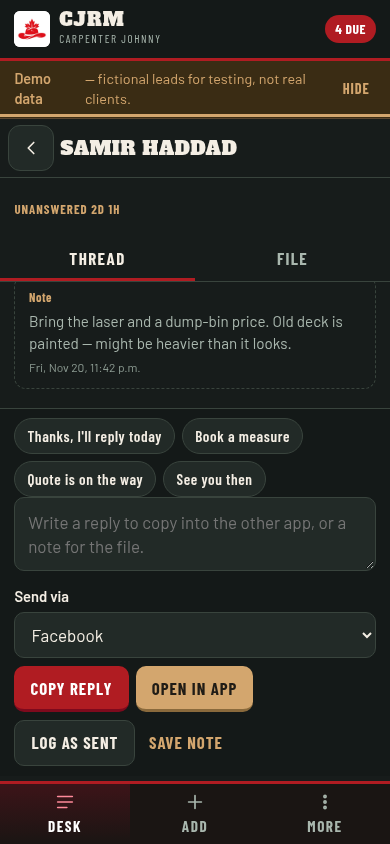 CJRM
CARPENTER JOHNNY
4 DUE
Demo data
— fictional leads for testing, not real clients.
HIDE
SAMIR HADDAD
UNANSWERED 2D 1H
THREAD
FILE
Note
Bring the laser and a dump-bin price. Old deck is
painted — might be heavier than it looks.
Fri, Nov 20, 11:42 p.m.
Thanks, I'll reply today
Book a measure
Quote is on the way
See you then
Write a reply to copy into the other app, or a
note for the file.
Send via
Facebook
COPY REPLY
OPEN IN APP
LOG AS SENT
SAVE NOTE
DESK
ADD
MORE